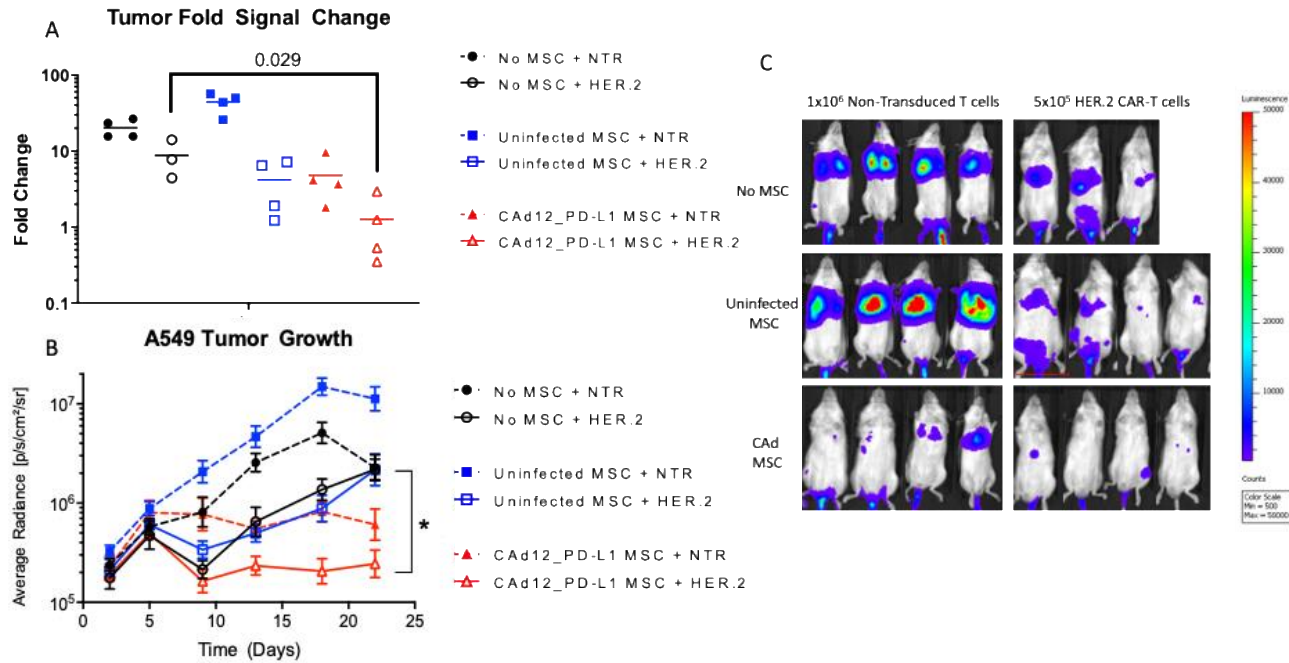 A
Tumor Fold Signal Change
0.029
100
10
1
0.1
Fold Change
No MSC + NTR
No MSC + HER.2
Uninfected MSC + NTR
Uninfected MSC + HER.2
CAd12_PD-L1 MSC + NTR
CAd12_PD-L1 MSC + HER.2
B
A549 Tumor Growth
10⁷
10⁶
10⁵
Average Radiance [p/s/cm²/sr]
0 5 10 15 20 25
Time (Days)
*
No MSC + NTR
No MSC + HER.2
Uninfected MSC + NTR
Uninfected MSC + HER.2
CAd12_PD-L1 MSC + NTR
CAd12_PD-L1 MSC + HER.2
C
1x10⁶ Non-Transduced T cells
5x10⁵ HER.2 CAR-T cells
No MSC
Uninfected
MSC
CAd
MSC
Luminescence
50000
40000
30000
20000
10000
Counts
Color Scale
Min = 500
Max = 50000